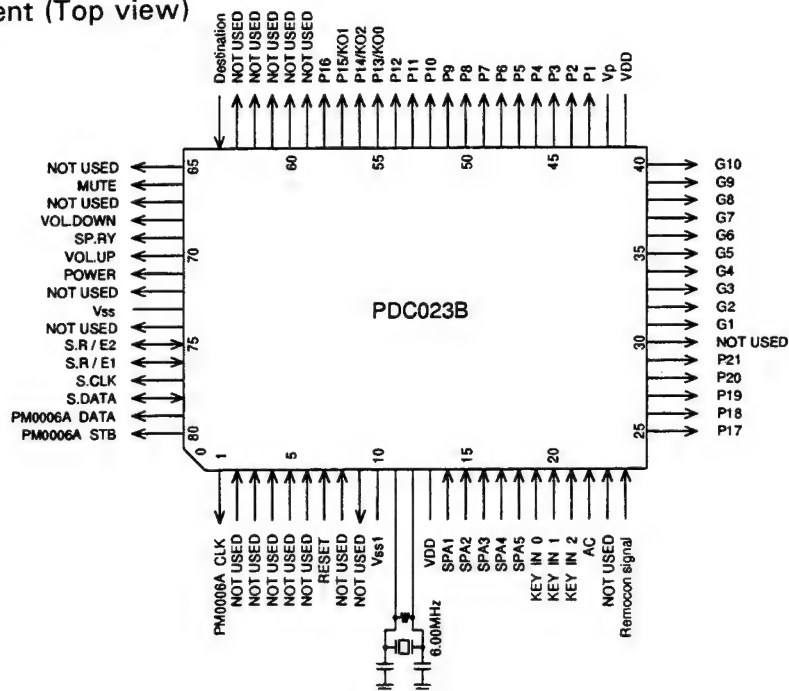 ent (Top view)
Destination
NOT USED
NOT USED
NOT USED
NOT USED
NOT USED
P16
P15/KO1
P14/KO2
P13/KO0
P12
P11
P10
P9
P8
P7
P6
P5
P4
P3
P2
P1
Vp
VDD
65
60
55
50
45
40
NOT USED
MUTE
NOT USED
VOL.DOWN
SP.RY
VOL.UP
POWER
NOT USED
Vss
NOT USED
S.R / E2
S.R / E1
S.CLK
S.DATA
PM0006A DATA
PM0006A STB
70
75
80
PDC023B
G10
G9
G8
G7
G6
G5
G4
G3
G2
G1
NOT USED
P21
P20
P19
P18
P17
35
30
25
0
1
5
10
15
20
PM0006A CLK
NOT USED
NOT USED
NOT USED
NOT USED
NOT USED
RESET
NOT USED
NOT USED
Vss1
6.00MHz
VDD
SPA1
SPA2
SPA3
SPA4
SPA5
KEY IN 0
KEY IN 1
KEY IN 2
AC
NOT USED
Remocon signal